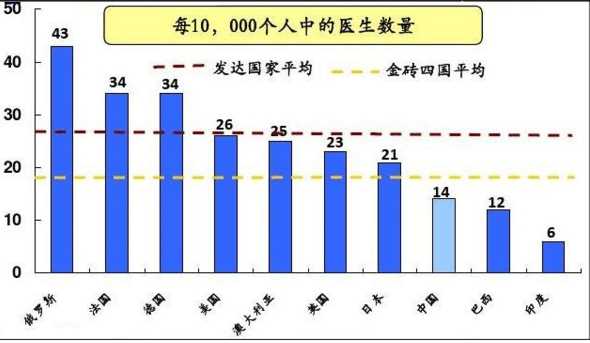 每10，000个人中的医生数量
发达国家平均 金砖四国平均
50
40
30
20
10
0
43
34
34
26
25
23
21
14
12
6
俄罗斯
法国
德国
美国
澳大利亚
英国
日本
中国
巴西
印度